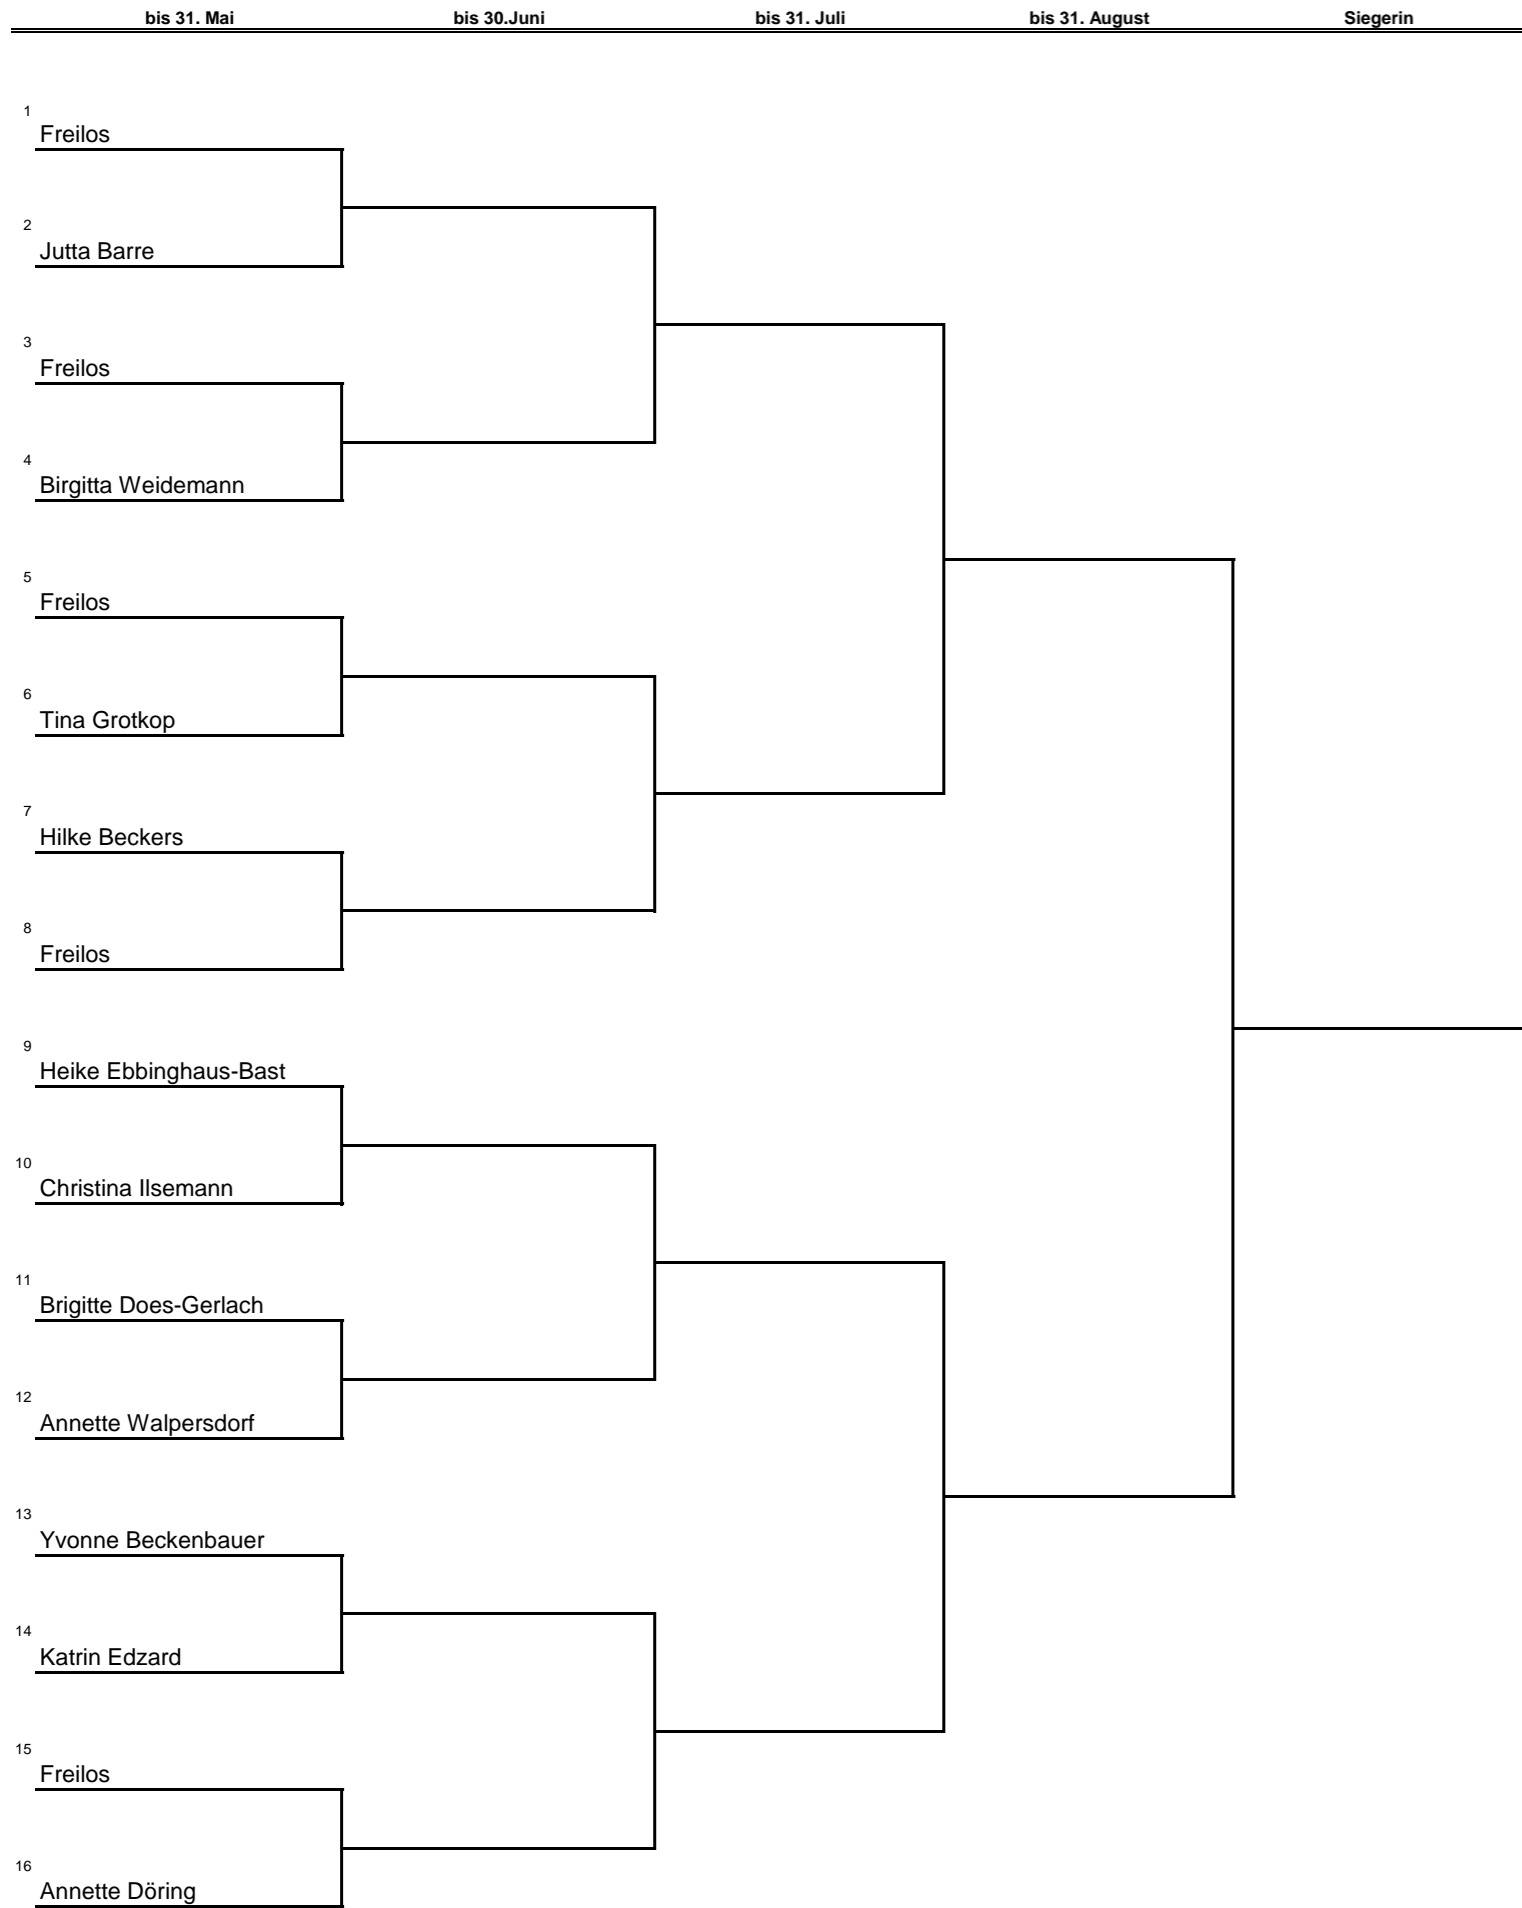 bis 31. Mai bis 30.Juni bis 31. Juli bis 31. August Siegerin
1
Freilos
2
Jutta Barre
3
Freilos
4
Birgitta Weidemann
5
Freilos
6
Tina Grotkop
7
Hilke Beckers
8
Freilos
9
Heike Ebbinghaus-Bast
10
Christina Ilsemann
11
Brigitte Does-Gerlach
12
Annette Walpersdorf
13
Yvonne Beckenbauer
14
Katrin Edzard
15
Freilos
16
Annette Döring